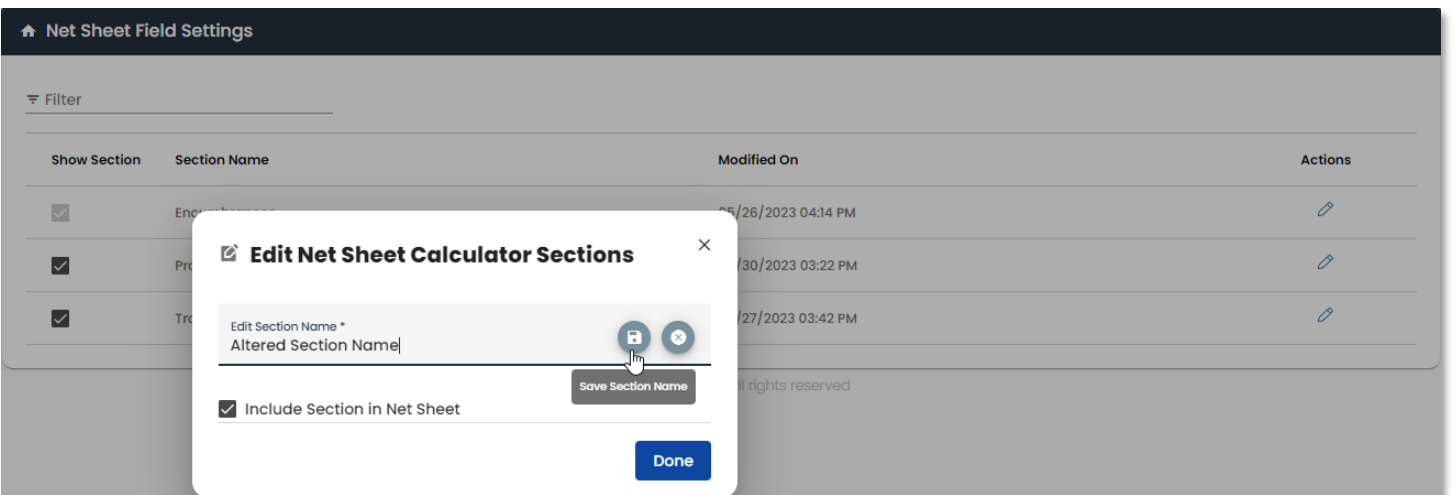 Net Sheet Field Settings
Filter
Show Section Section Name Modified On Actions
05/26/2023 04:14 PM
/30/2023 03:22 PM
/27/2023 03:42 PM
Edit Net Sheet Calculator Sections
Edit Section Name *
Altered Section Name
Save Section Name
rights reserved
Include Section in Net Sheet
Done